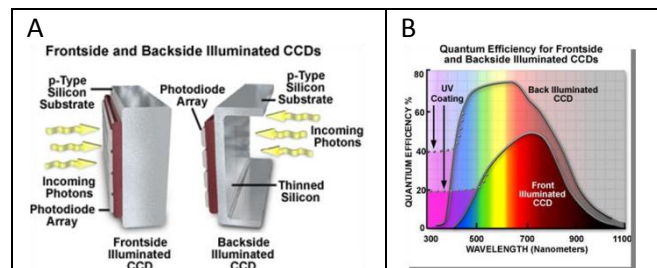 A
Frontside and Backside Illuminated CCDs
p-Type
Silicon
Substrate
Photodiode
Array
p-Type
Silicon
Substrate
Incoming
Photons
Incoming
Photons
Photodiode
Array
Thinned
Silicon
Frontside
Illuminated
CCD
Backside
Illuminated
CCD
B
Quantum Efficiency for Frontside
and Backside Illuminated CCDs
QUANTUM EFFICENCY %
80
60
40
20
0
UV
Coating
Back Illuminated
CCD
Front
Illuminated
CCD
300
500
700
900
1100
WAVELENGTH (Nanometers)